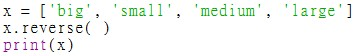 x = ['big', 'small', 'medium', 'large']
x.reverse( )
print(x)